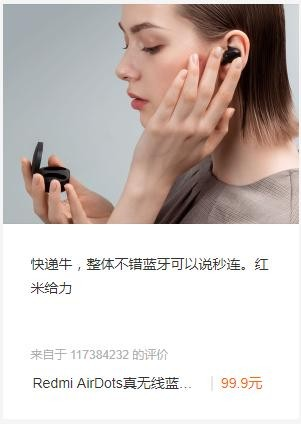 快递牛，整体不错蓝牙可以说秒连。红
米给力
来自于 117384232 的评价
Redmi AirDots真无线蓝... | 99.9元